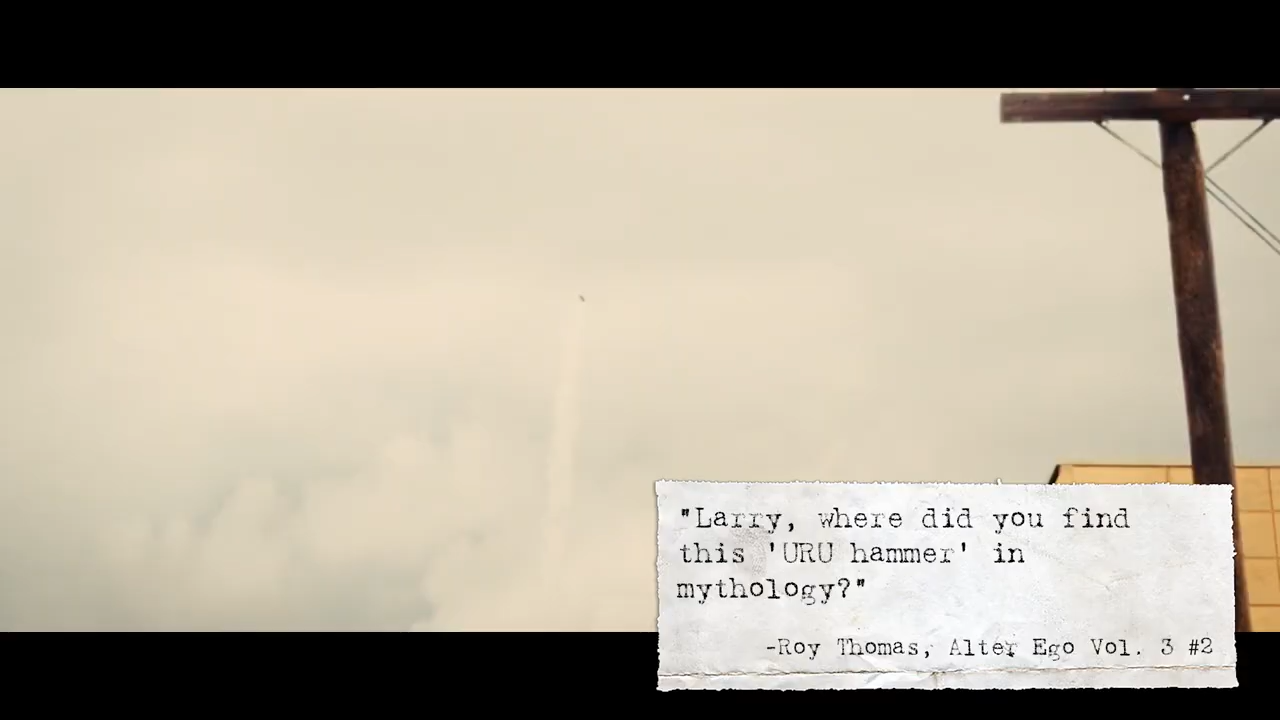 "Larry, where did you find
this 'URU hammer' in
mythology?"
-Roy Thomas, Alter Ego Vol. 3 #2